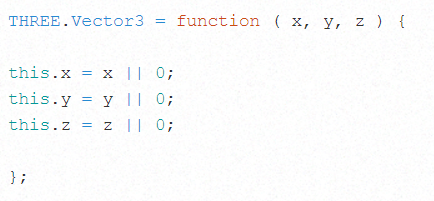 THREE.Vector3 = function ( x, y, z ) {
this.x = x || 0;
this.y = y || 0;
this.z = z || 0;
};